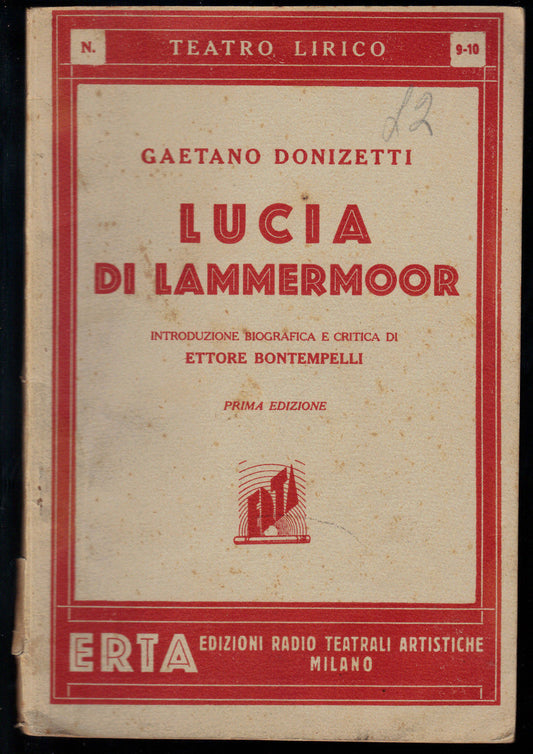 N. TEATRO LIRICO 9-10
£2
GAETANO DONIZETTI
LUCIA
DI LAMMERMOOR
INTRODUZIONE BIOGRAFICA E CRITICA DI
ETTORE BONTEMPELLI
PRIMA EDIZIONE
ERTA
ERTA EDIZIONI RADIO TEATRALI ARTISTICHE
MILANO